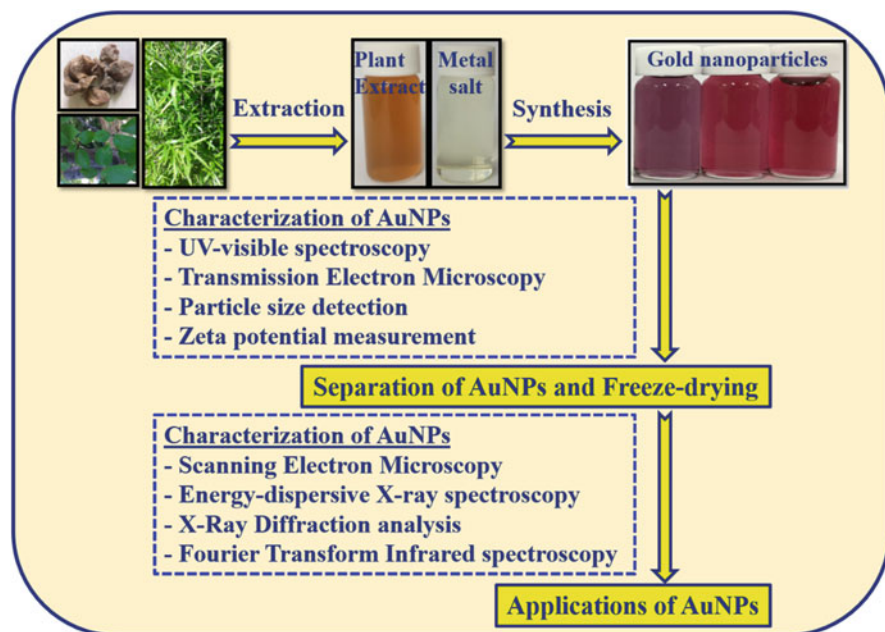 Extraction
Plant
Extract
Metal
salt
Synthesis
Gold nanoparticles
Characterization of AuNPs
- UV-visible spectroscopy
- Transmission Electron Microscopy
- Particle size detection
- Zeta potential measurement
Separation of AuNPs and Freeze-drying
Characterization of AuNPs
- Scanning Electron Microscopy
- Energy-dispersive X-ray spectroscopy
- X-Ray Diffraction analysis
- Fourier Transform Infrared spectroscopy
Applications of AuNPs